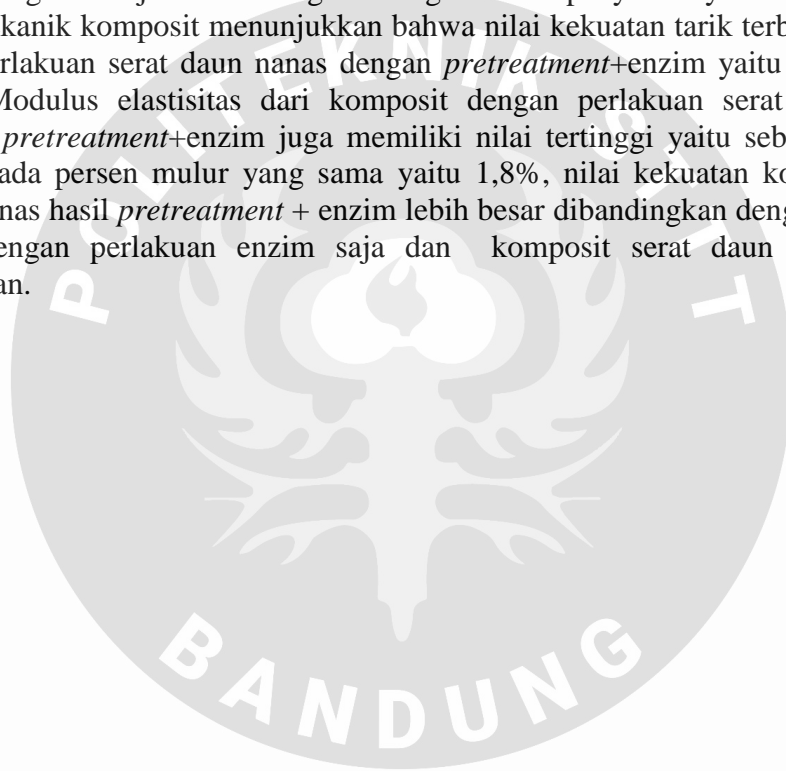 kanik komposit menunjukkan bahwa nilai kekuatan tarik terb
rlakuan serat daun nanas dengan pretreatment+enzim yaitu
Modulus elastisitas dari komposit dengan perlakuan serat
pretreatment+enzim juga memiliki nilai tertinggi yaitu seb
ada persen mulur yang sama yaitu 1,8%, nilai kekuatan ko
nas hasil pretreatment + enzim lebih besar dibandingkan deng
engan perlakuan enzim saja dan komposit serat daun
an.
POLITEKNIK STTT
BANDUNG